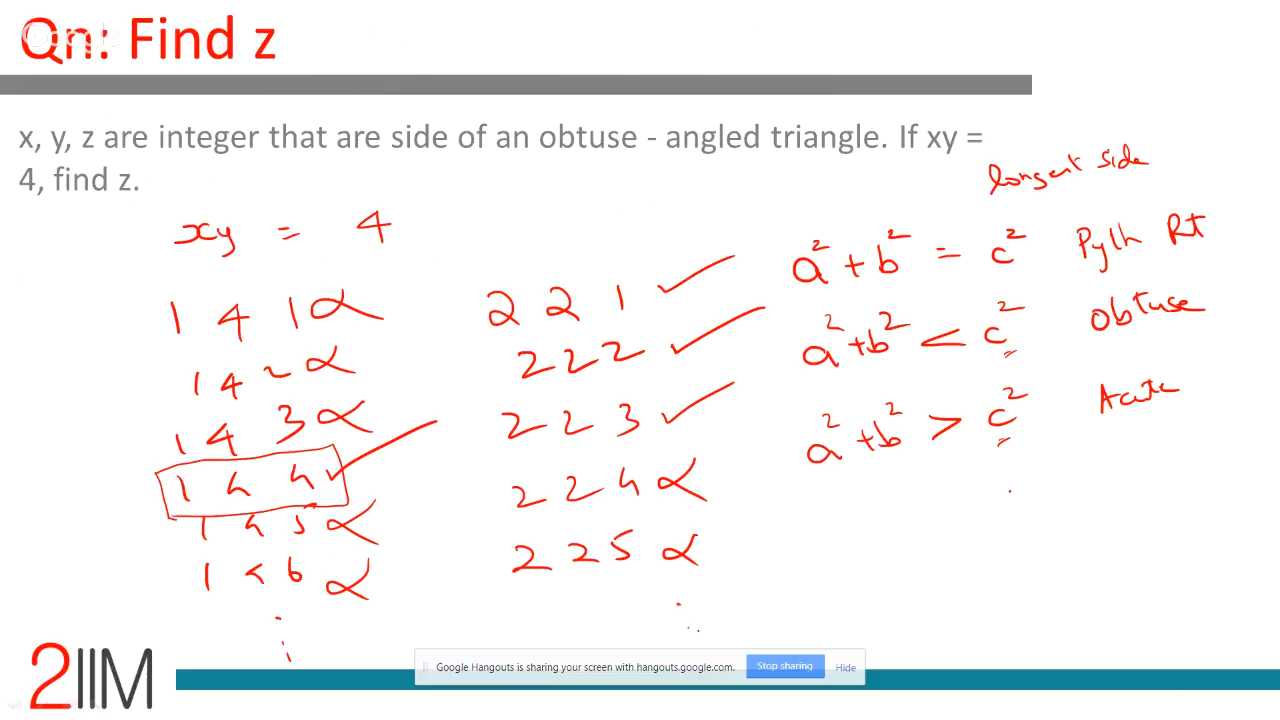 Qn: Find z
x, y, z are integer that are side of an obtuse - angled triangle. If xy =
4, find z.
longest side
xy = 4
a² + b² = c² Pyth Rt
a² + b² < c² Obtuse
a² + b² > c² Acute
1 4 1
1 4 2
1 4 3
1 4 4 ✓
1 4 5
1 4 6
2 2 1 ✓
2 2 2 ✓
2 2 3 ✓
2 2 4
2 2 5
2IIM
Google Hangouts is sharing your screen with hangouts.google.com. Stop sharing Hide